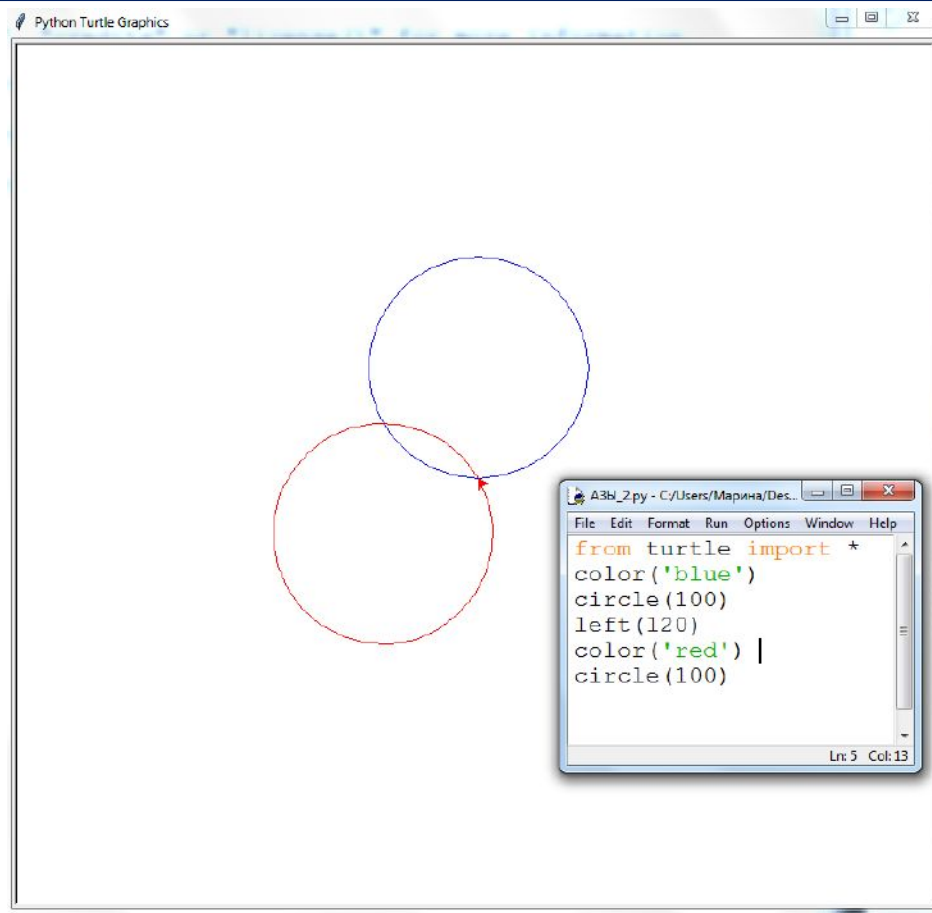 Python Turtle Graphics
АЗЫ_2.py - C:/Users/Марина/Des...
File Edit Format Run Options Window Help
from turtle import *
color('blue')
circle(100)
left(120)
color('red')
circle(100)
Ln: 5 Col: 13